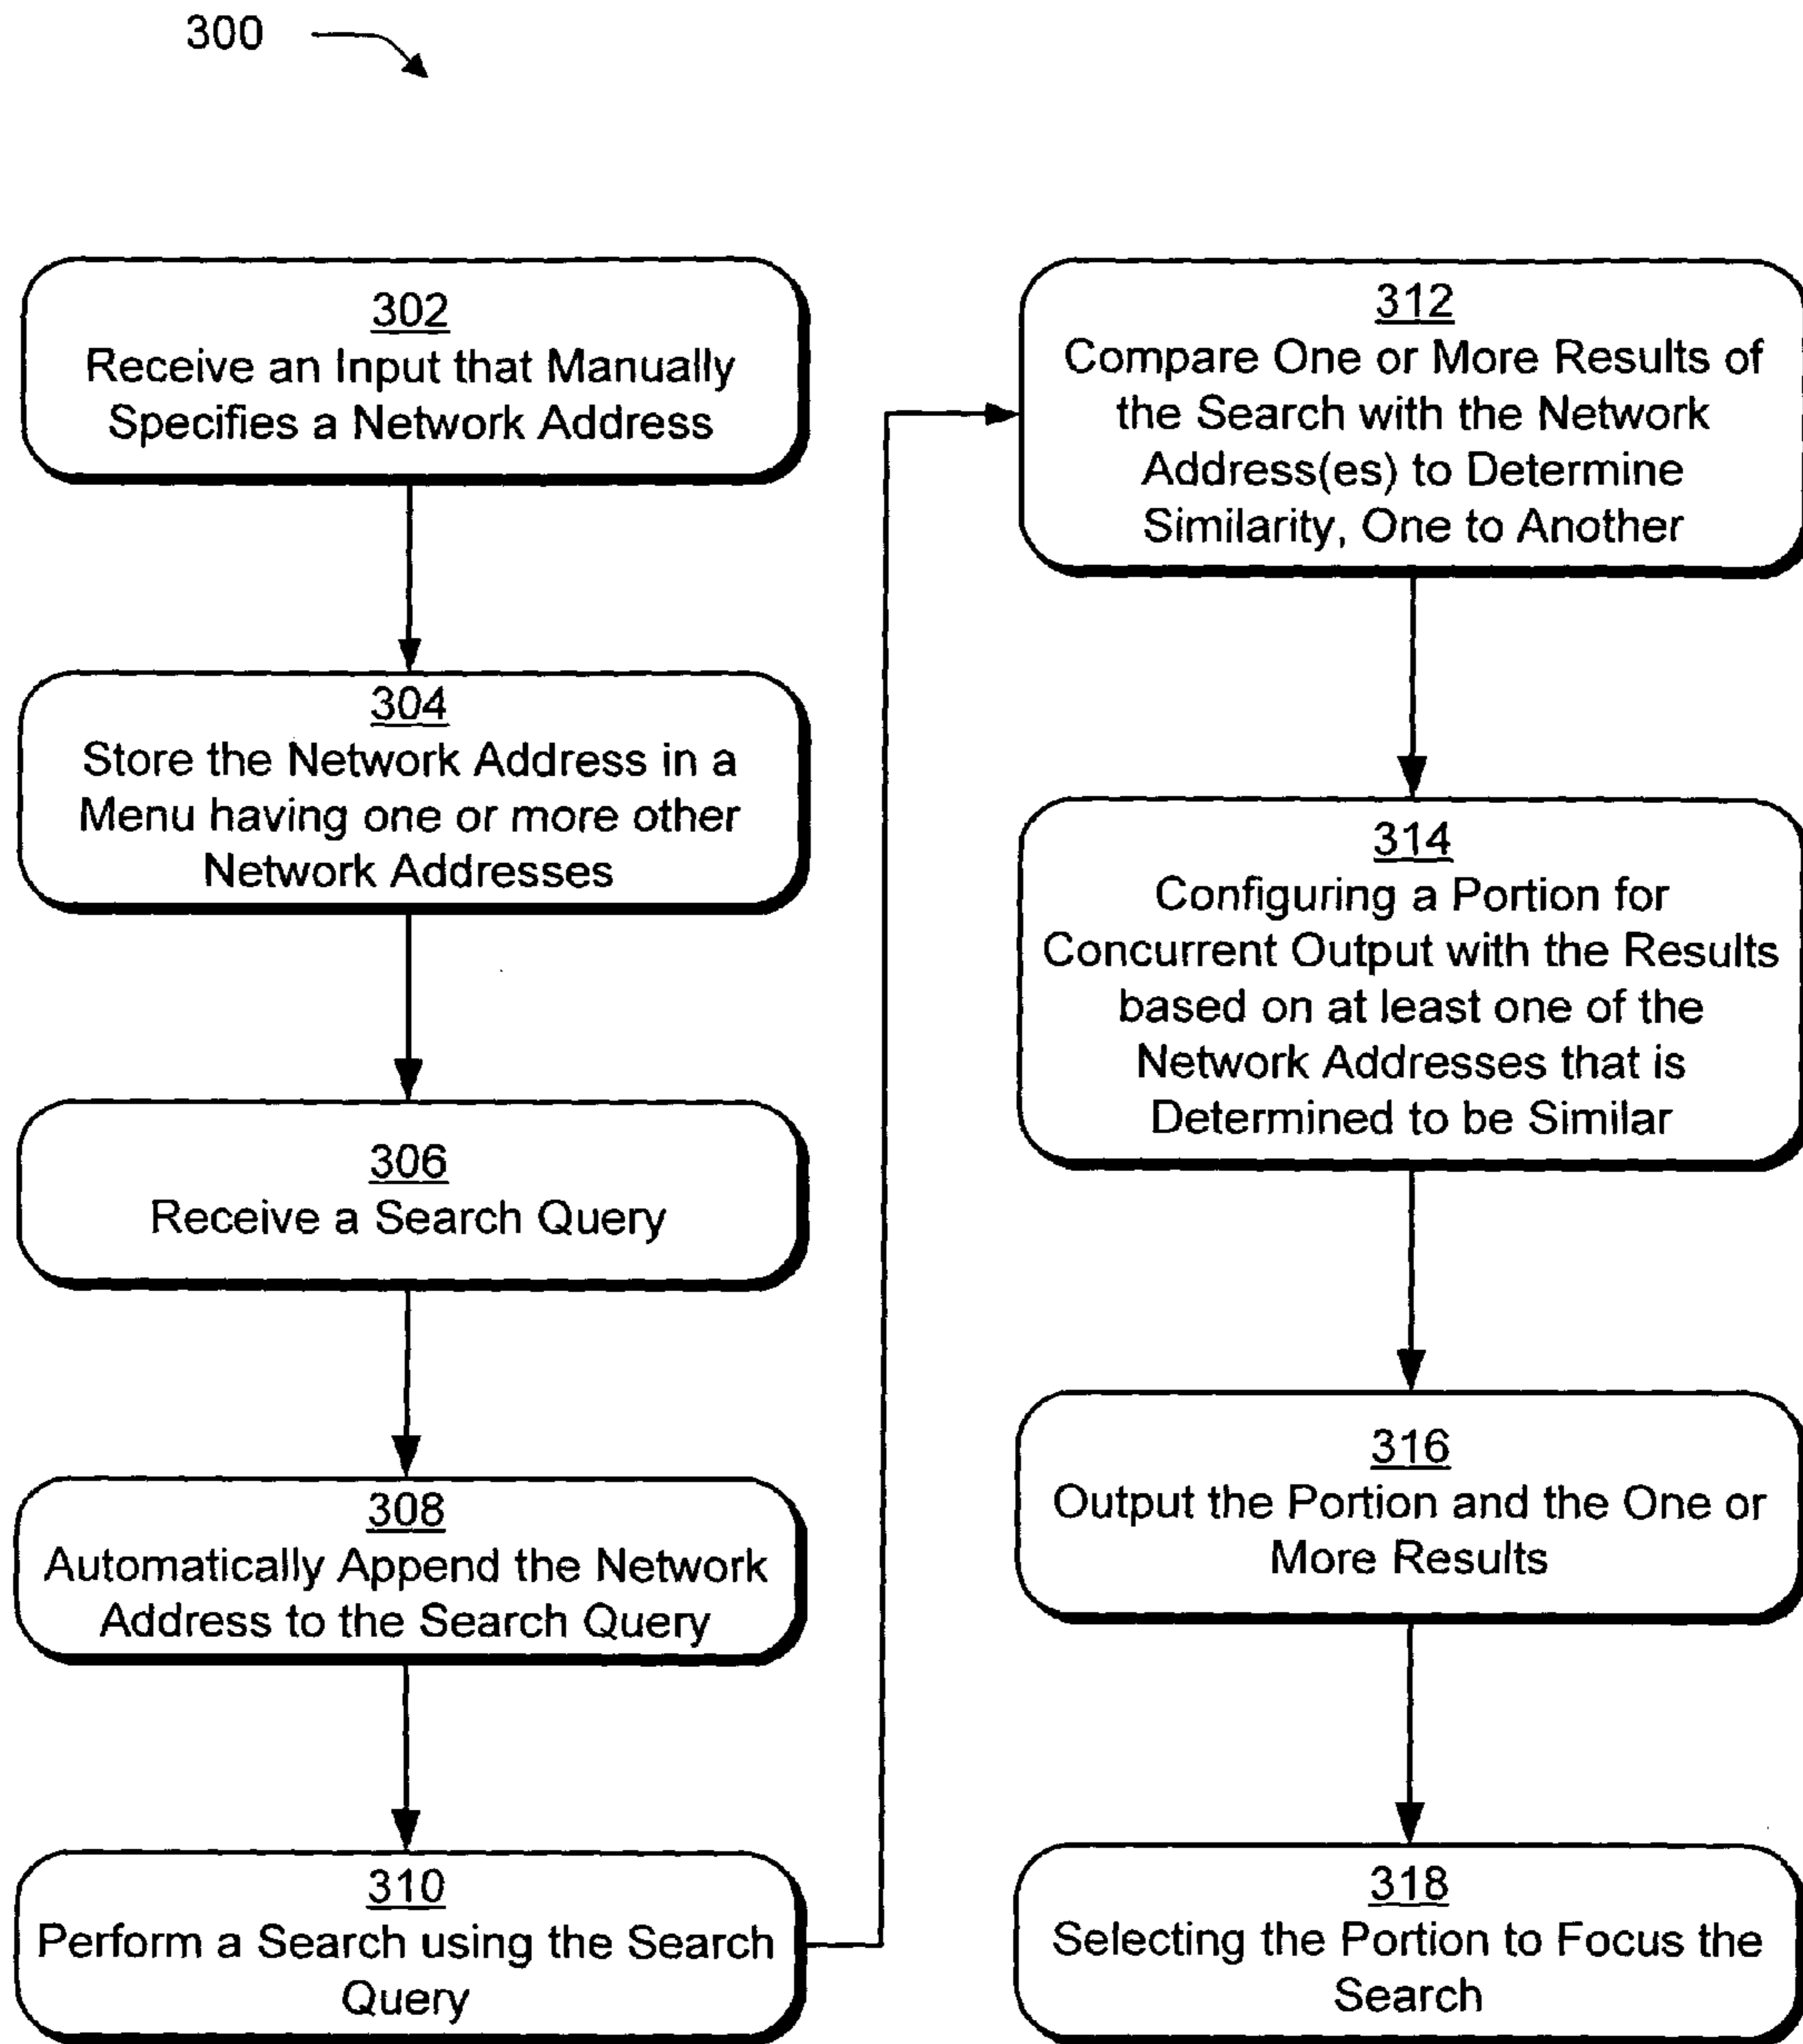 300
302
Receive an Input that Manually
Specifies a Network Address
304
Store the Network Address in a
Menu having one or more other
Network Addresses
306
Receive a Search Query
308
Automatically Append the Network
Address to the Search Query
310
Perform a Search using the Search
Query
312
Compare One or More Results of
the Search with the Network
Address(es) to Determine
Similarity, One to Another
314
Configuring a Portion for
Concurrent Output with the Results
based on at least one of the
Network Addresses that is
Determined to be Similar
316
Output the Portion and the One or
More Results
318
Selecting the Portion to Focus the
Search